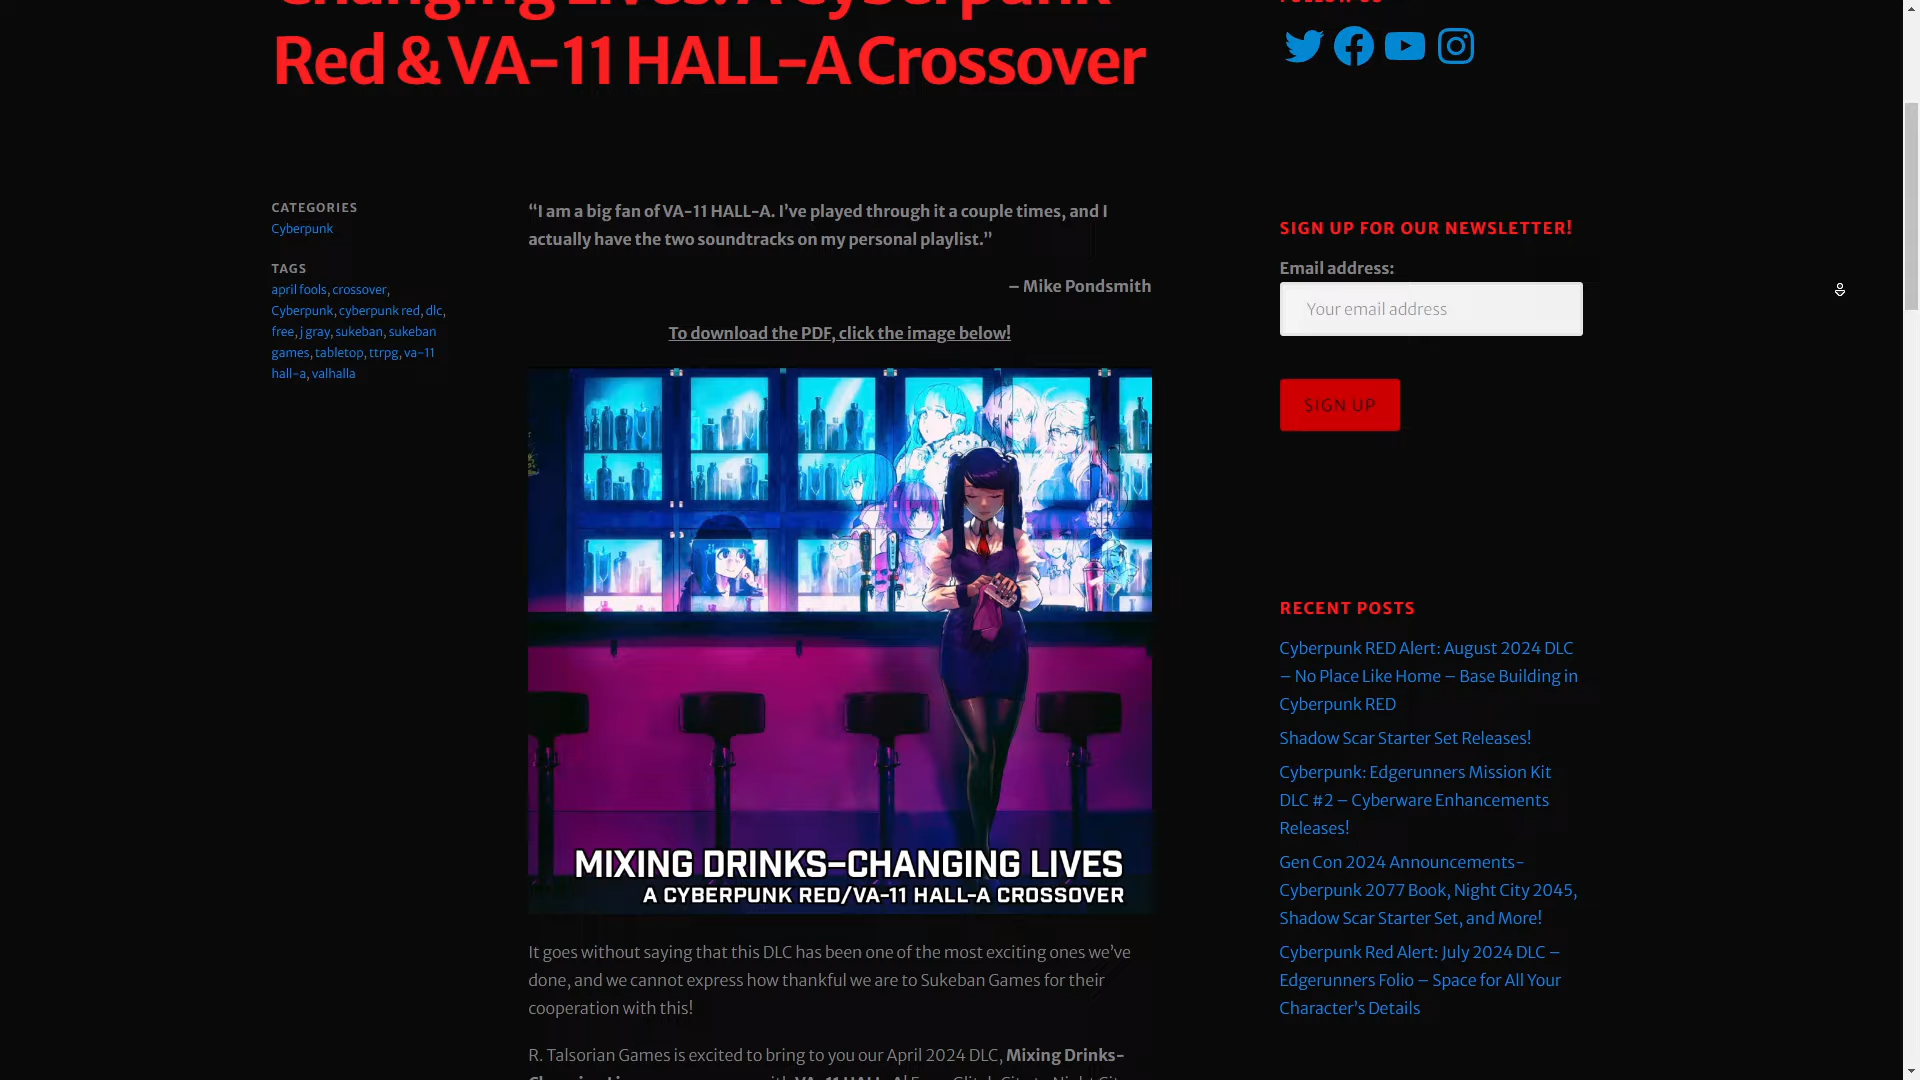 Changing Lives: A Cyberpunk
Red & VA-11 HALL-A Crossover
FOLLOW US
CATEGORIES
Cyberpunk
TAGS
april fools, crossover,
Cyberpunk, cyberpunk red, dlc,
free, j gray, sukeban, sukeban
games, tabletop, ttrpg, va-11
hall-a, valhalla
“I am a big fan of VA-11 HALL-A. I’ve played through it a couple times, and I
actually have the two soundtracks on my personal playlist.”
– Mike Pondsmith
To download the PDF, click the image below!
MIXING DRINKS–CHANGING LIVES
A CYBERPUNK RED/VA-11 HALL-A CROSSOVER
It goes without saying that this DLC has been one of the most exciting ones we’ve
done, and we cannot express how thankful we are to Sukeban Games for their
cooperation with this!
R. Talsorian Games is excited to bring to you our April 2024 DLC, Mixing Drinks–
SIGN UP FOR OUR NEWSLETTER!
Email address:
Your email address
SIGN UP
RECENT POSTS
Cyberpunk RED Alert: August 2024 DLC
– No Place Like Home – Base Building in
Cyberpunk RED
Shadow Scar Starter Set Releases!
Cyberpunk: Edgerunners Mission Kit
DLC #2 – Cyberware Enhancements
Releases!
Gen Con 2024 Announcements-
Cyberpunk 2077 Book, Night City 2045,
Shadow Scar Starter Set, and More!
Cyberpunk Red Alert: July 2024 DLC –
Edgerunners Folio – Space for All Your
Character’s Details